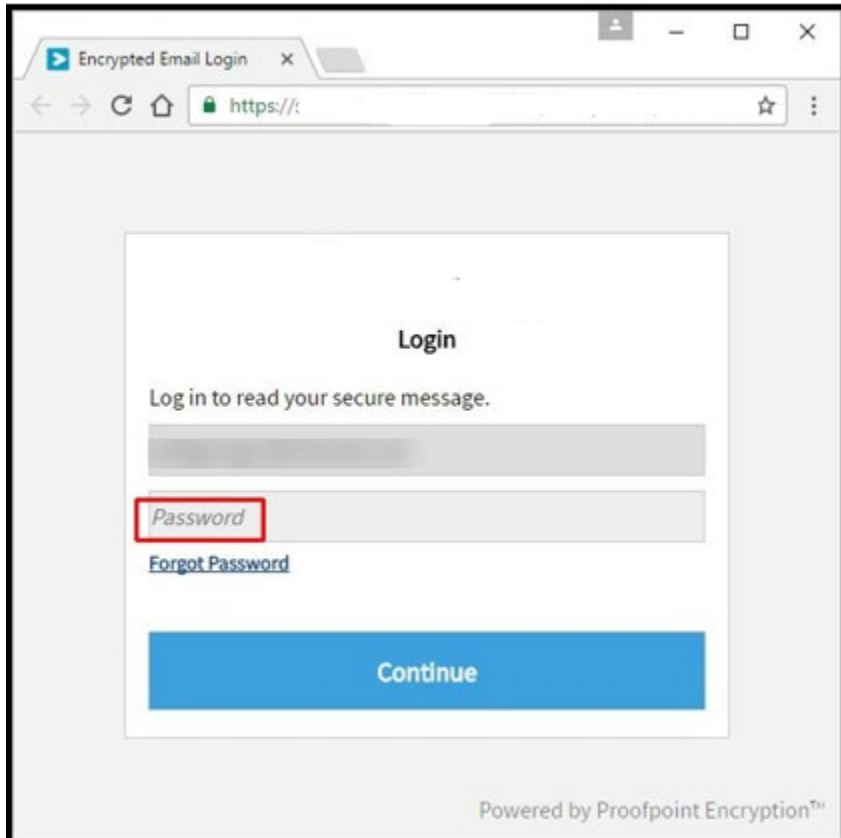 Encrypted Email Login
https://
Login
Log in to read your secure message.
Password
Forgot Password
Continue
Powered by Proofpoint Encryption™